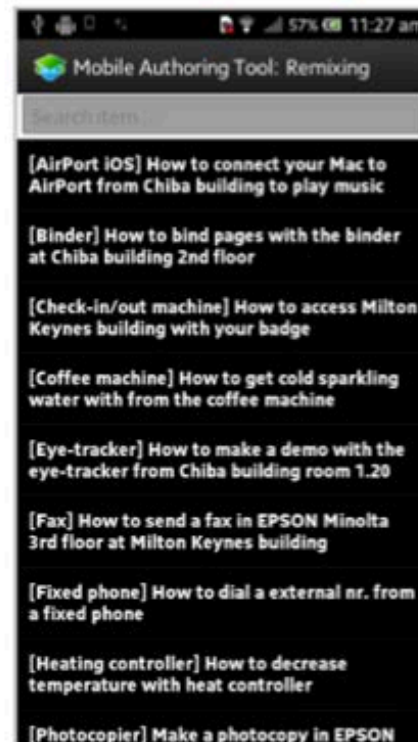 57% 11:27 am
Mobile Authoring Tool: Remixing
Search item...
[AirPort iOS] How to connect your Mac to
AirPort from Chiba building to play music
[Binder] How to bind pages with the binder
at Chiba building 2nd floor
[Check-in/out machine] How to access Milton
Keynes building with your badge
[Coffee machine] How to get cold sparkling
water with from the coffee machine
[Eye-tracker] How to make a demo with the
eye-tracker from Chiba building room 1.20
[Fax] How to send a fax in EPSON Minolta
3rd floor at Milton Keynes building
[Fixed phone] How to dial a external nr. from
a fixed phone
[Heating controller] How to decrease
temperature with heat controller
[Photocopier] Make a photocopy in EPSON